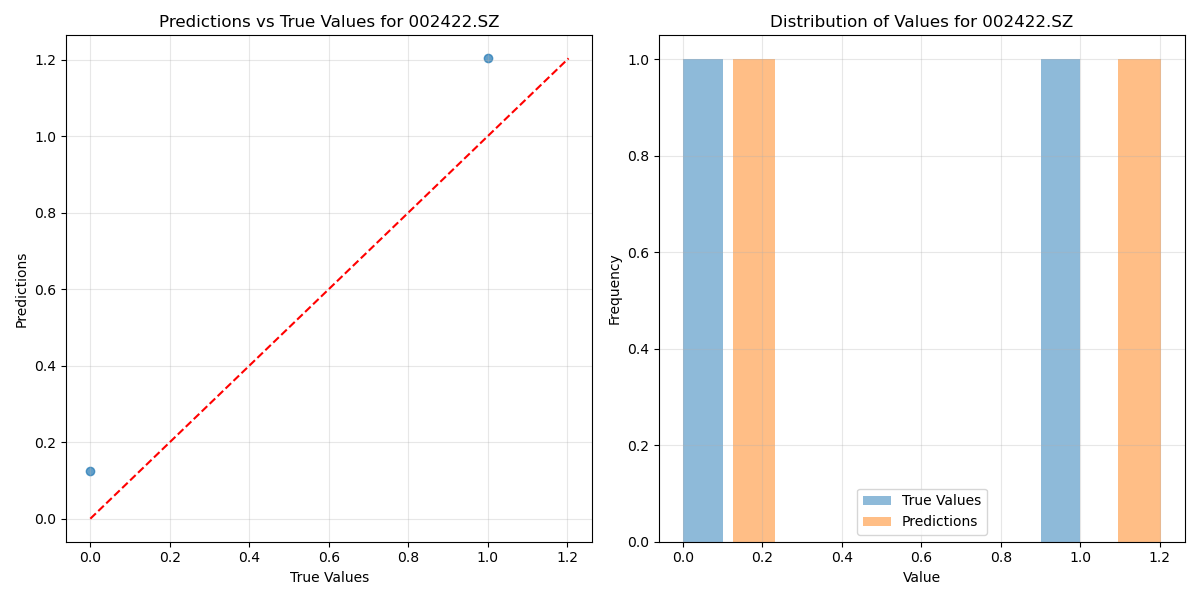 Predictions vs True Values for 002422.SZ
1.2
1.0
0.8
0.6
0.4
0.2
0.0
Predictions
0.0 0.2 0.4 0.6 0.8 1.0 1.2
True Values
Distribution of Values for 002422.SZ
1.0
0.8
0.6
0.4
0.2
0.0
Frequency
True Values
Predictions
0.0 0.2 0.4 0.6 0.8 1.0 1.2
Value